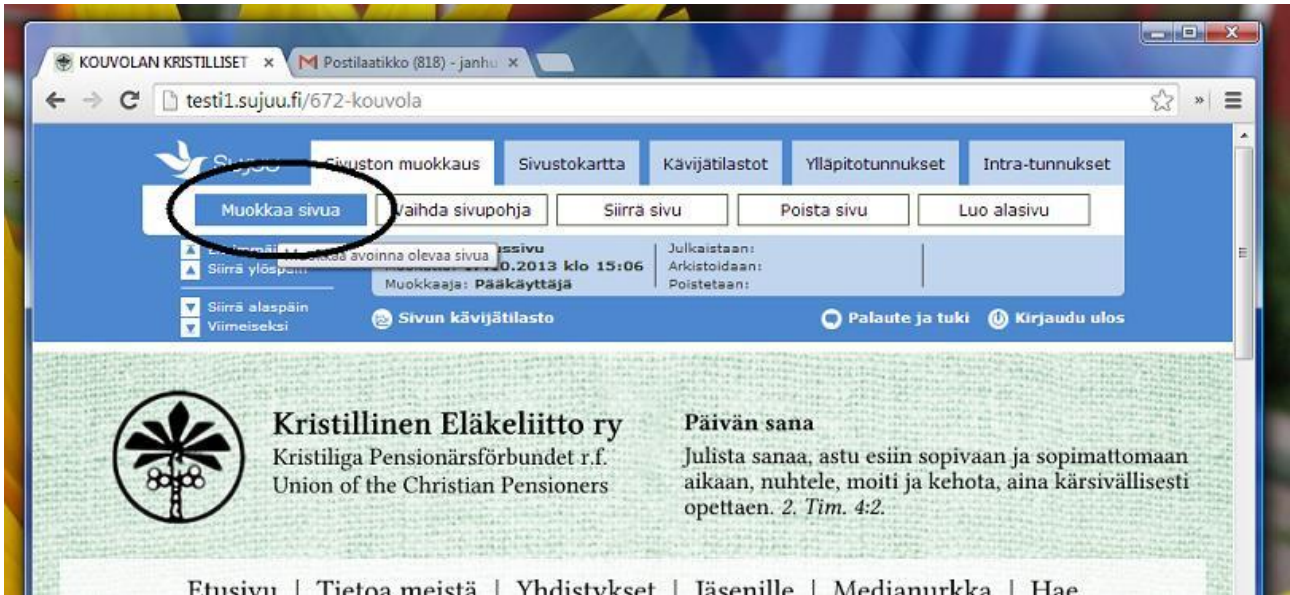 KOUVOLAN KRISTILLISET
Postilaatikko (818) - janhu
testi1.sujuu.fi/672-kouvola
Sujuu
Sivuston muokkaus
Sivustokartta
Kävijätilastot
Ylläpitotunnukset
Intra-tunnukset
Muokkaa sivua
Vaihda sivupohja
Siirrä sivu
Poista sivu
Luo alasivu
Muokkaa avoinna olevaa sivua
Siirrä ylöspäin
Siirrä alaspäin
Viimeiseksi
.2013 klo 15:06
Muokkaaja: Pääkäyttäjä
Julkaistaan:
Arkistoidaan:
Poistetaan:
Sivun kävijätilasto
Palaute ja tuki
Kirjaudu ulos
Kristillinen Eläkeliitto ry
Kristiliga Pensionärsförbundet r.f.
Union of the Christian Pensioners
Päivän sana
Julista sanaa, astu esiin sopivaan ja sopimattomaan
aikaan, nuhtele, moiti ja kehota, aina kärsivällisesti
opettaen. 2. Tim. 4:2.
Etusivu | Tietoa meistä | Yhdistykset | Jäsenille | Medianurkka | Hae